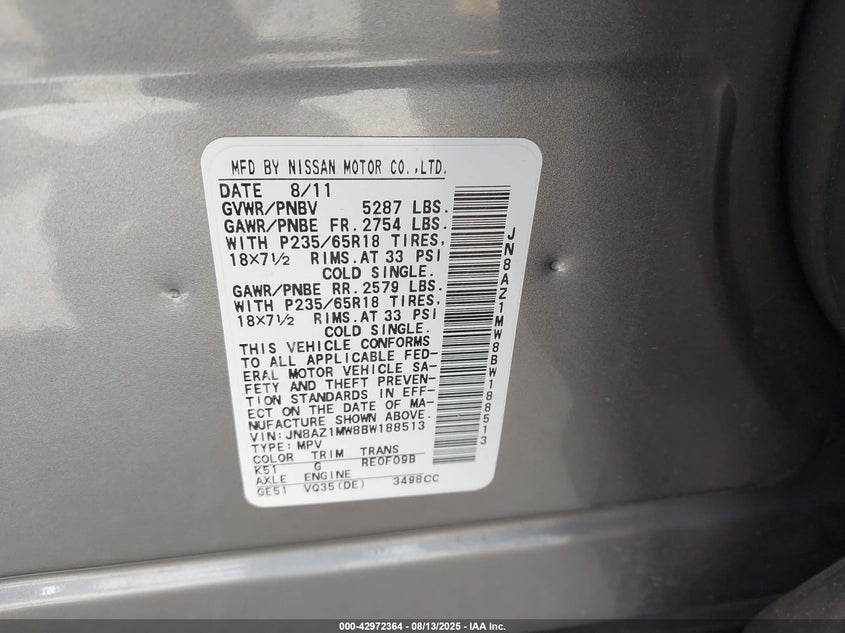 MFD BY NISSAN MOTOR CO.,LTD.
DATE 8/11
GVWR/PNBV 5287 LBS.
GAWR/PNBE FR. 2754 LBS.
WITH P235/65R18 TIRES,
18×7½ RIMS.AT 33 PSI
COLD SINGLE.
GAWR/PNBE RR. 2579 LBS.
WITH P235/65R18 TIRES,
18×7½ RIMS.AT 33 PSI
COLD SINGLE.
THIS VEHICLE CONFORMS
TO ALL APPLICABLE FED-
ERAL MOTOR VEHICLE SA-
FETY AND THEFT PREVEN-
TION STANDARDS IN EFF-
ECT ON THE DATE OF MA-
NUFACTURE SHOWN ABOVE.
VIN: JN8AZ1MW8BW188513
TYPE: MPV
COLOR TRIM TRANS
K51 G RE0F09B
AXLE ENGINE
GE51 VQ35(DE) 3498CC
JN8AZ1MW8BW188513
000-42972364 - 08/13/2025 - IAA Inc.